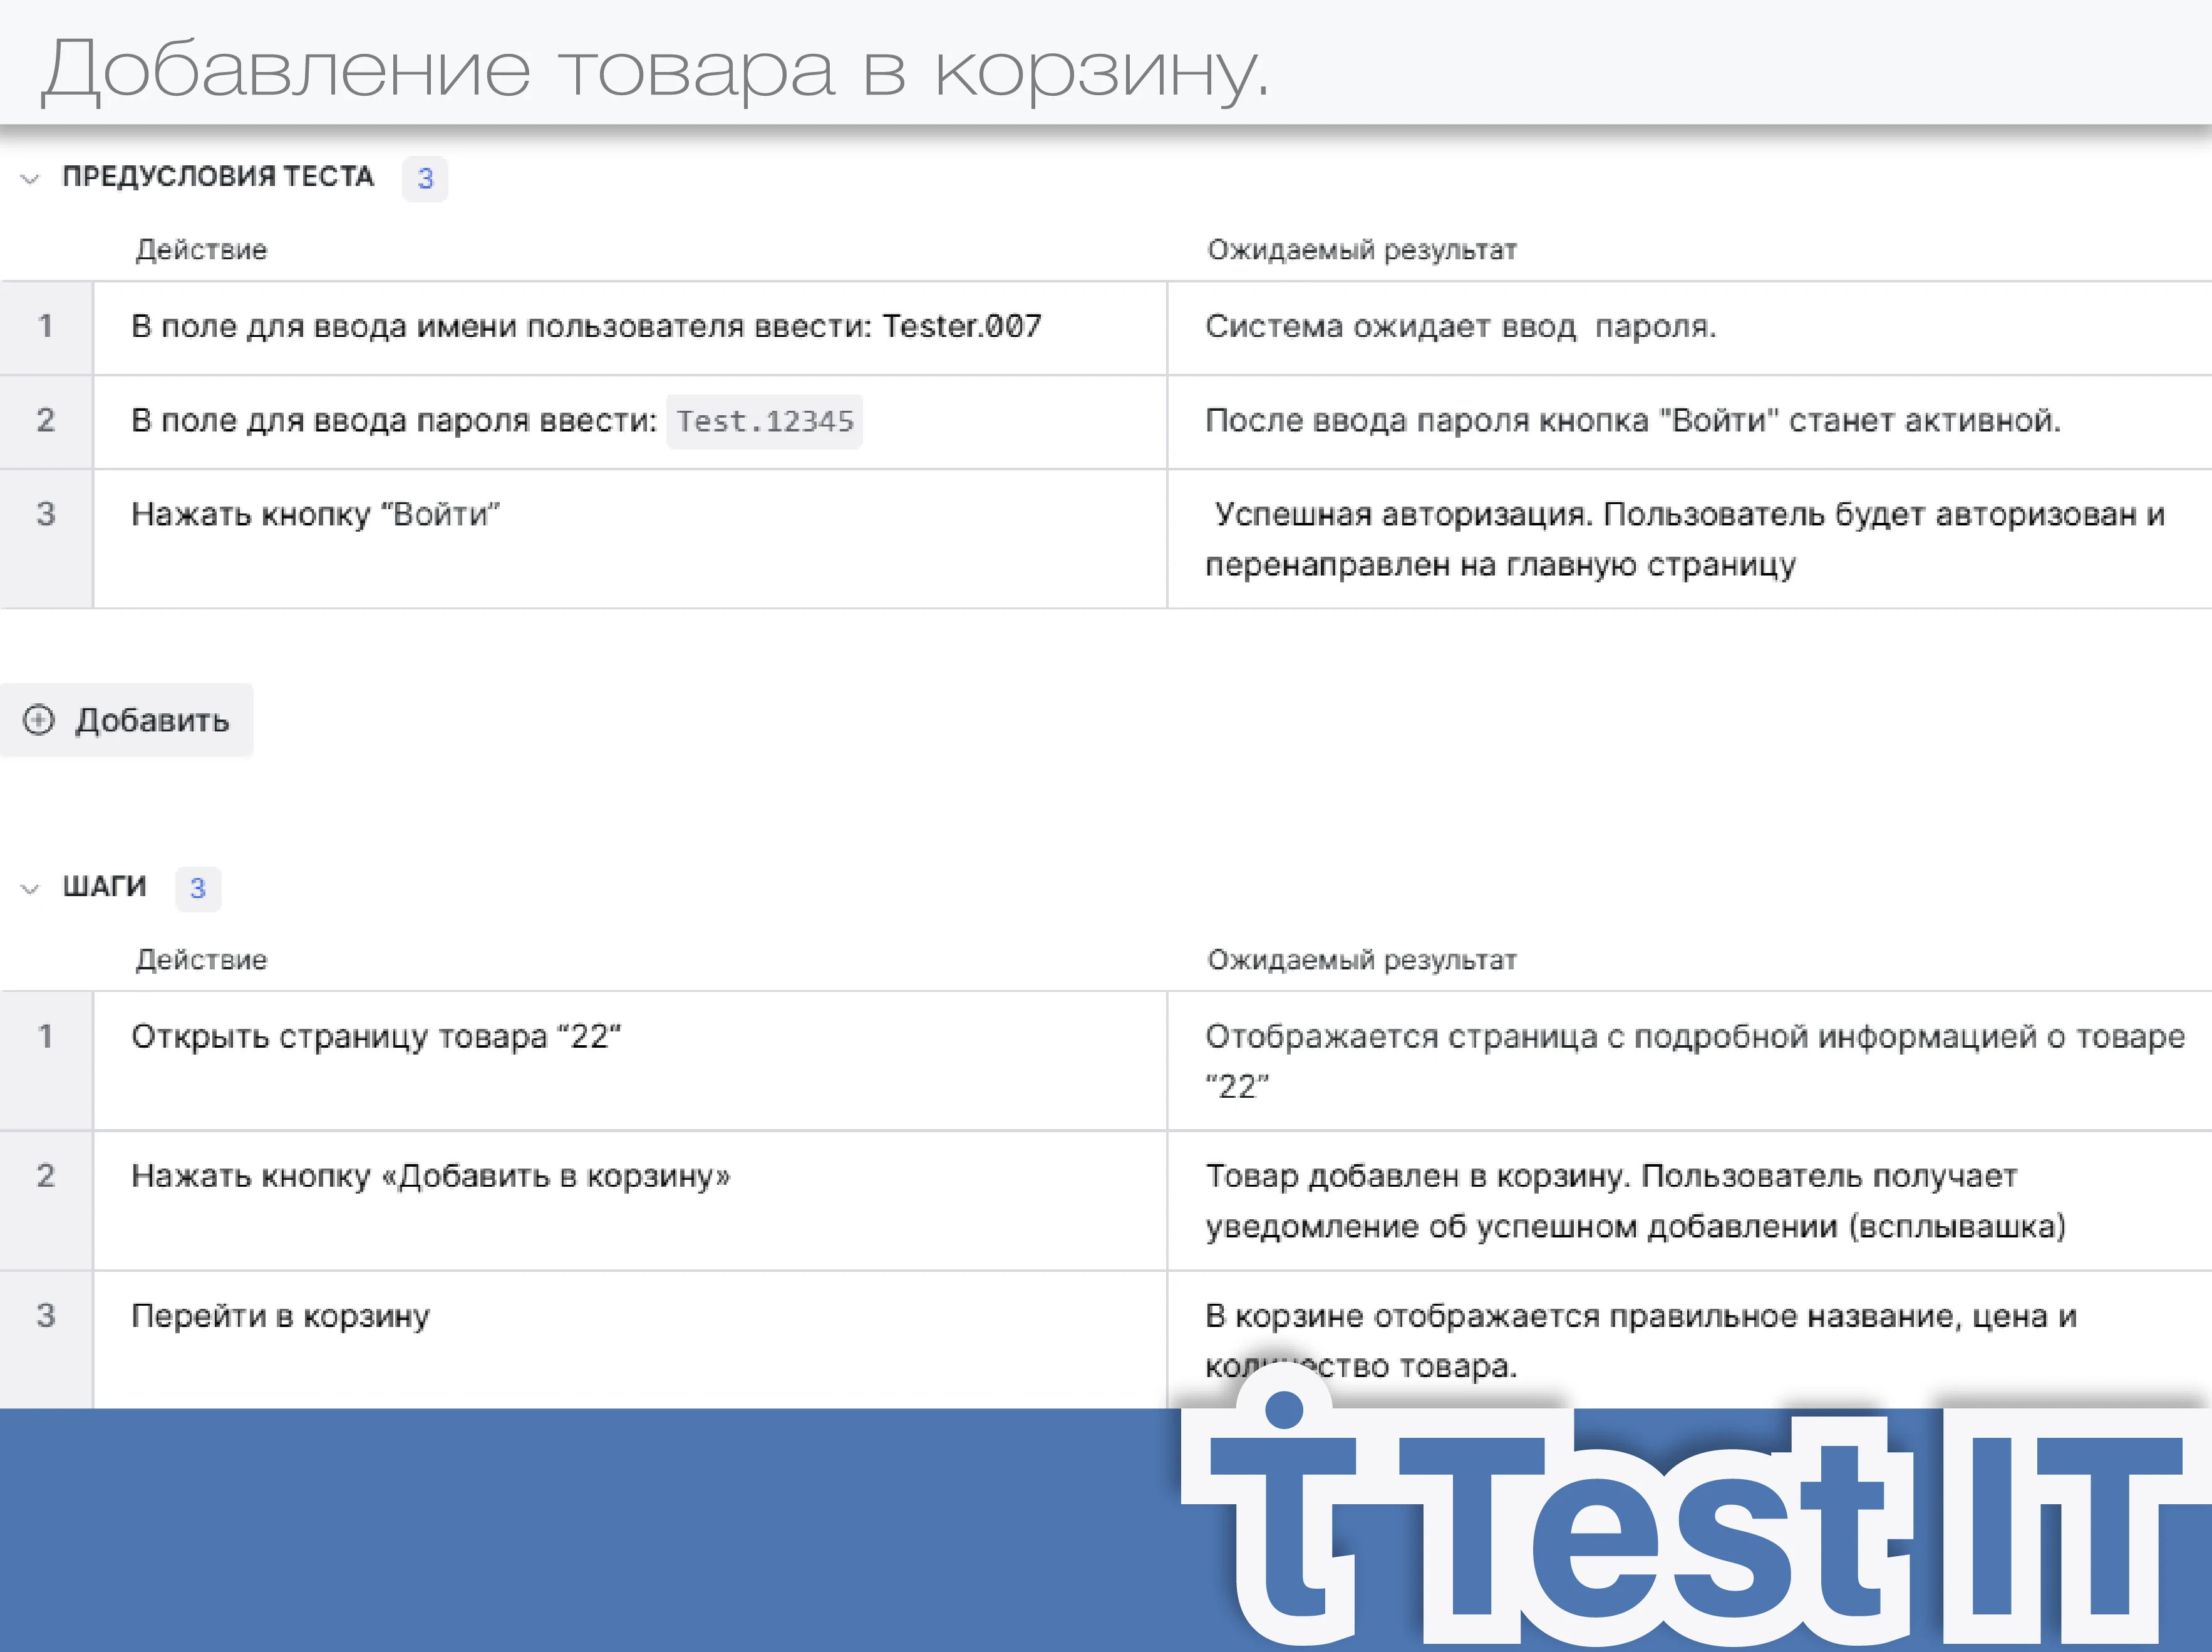 Добавление товара в корзину.
ПРЕДУСЛОВИЯ ТЕСТА 3
Действие Ожидаемый результат
1 В поле для ввода имени пользователя ввести: Tester.007 Система ожидает ввод пароля.
2 В поле для ввода пароля ввести: Test.12345 После ввода пароля кнопка "Войти" станет активной.
3 Нажать кнопку “Войти” Успешная авторизация. Пользователь будет авторизован и
перенаправлен на главную страницу
Добавить
ШАГИ 3
Действие Ожидаемый результат
1 Открыть страницу товара “22“ Отображается страница с подробной информацией о товаре
“22”
2 Нажать кнопку «Добавить в корзину» Товар добавлен в корзину. Пользователь получает
уведомление об успешном добавлении (всплывашка)
3 Перейти в корзину В корзине отображается правильное название, цена и
количество товара.
Test IT